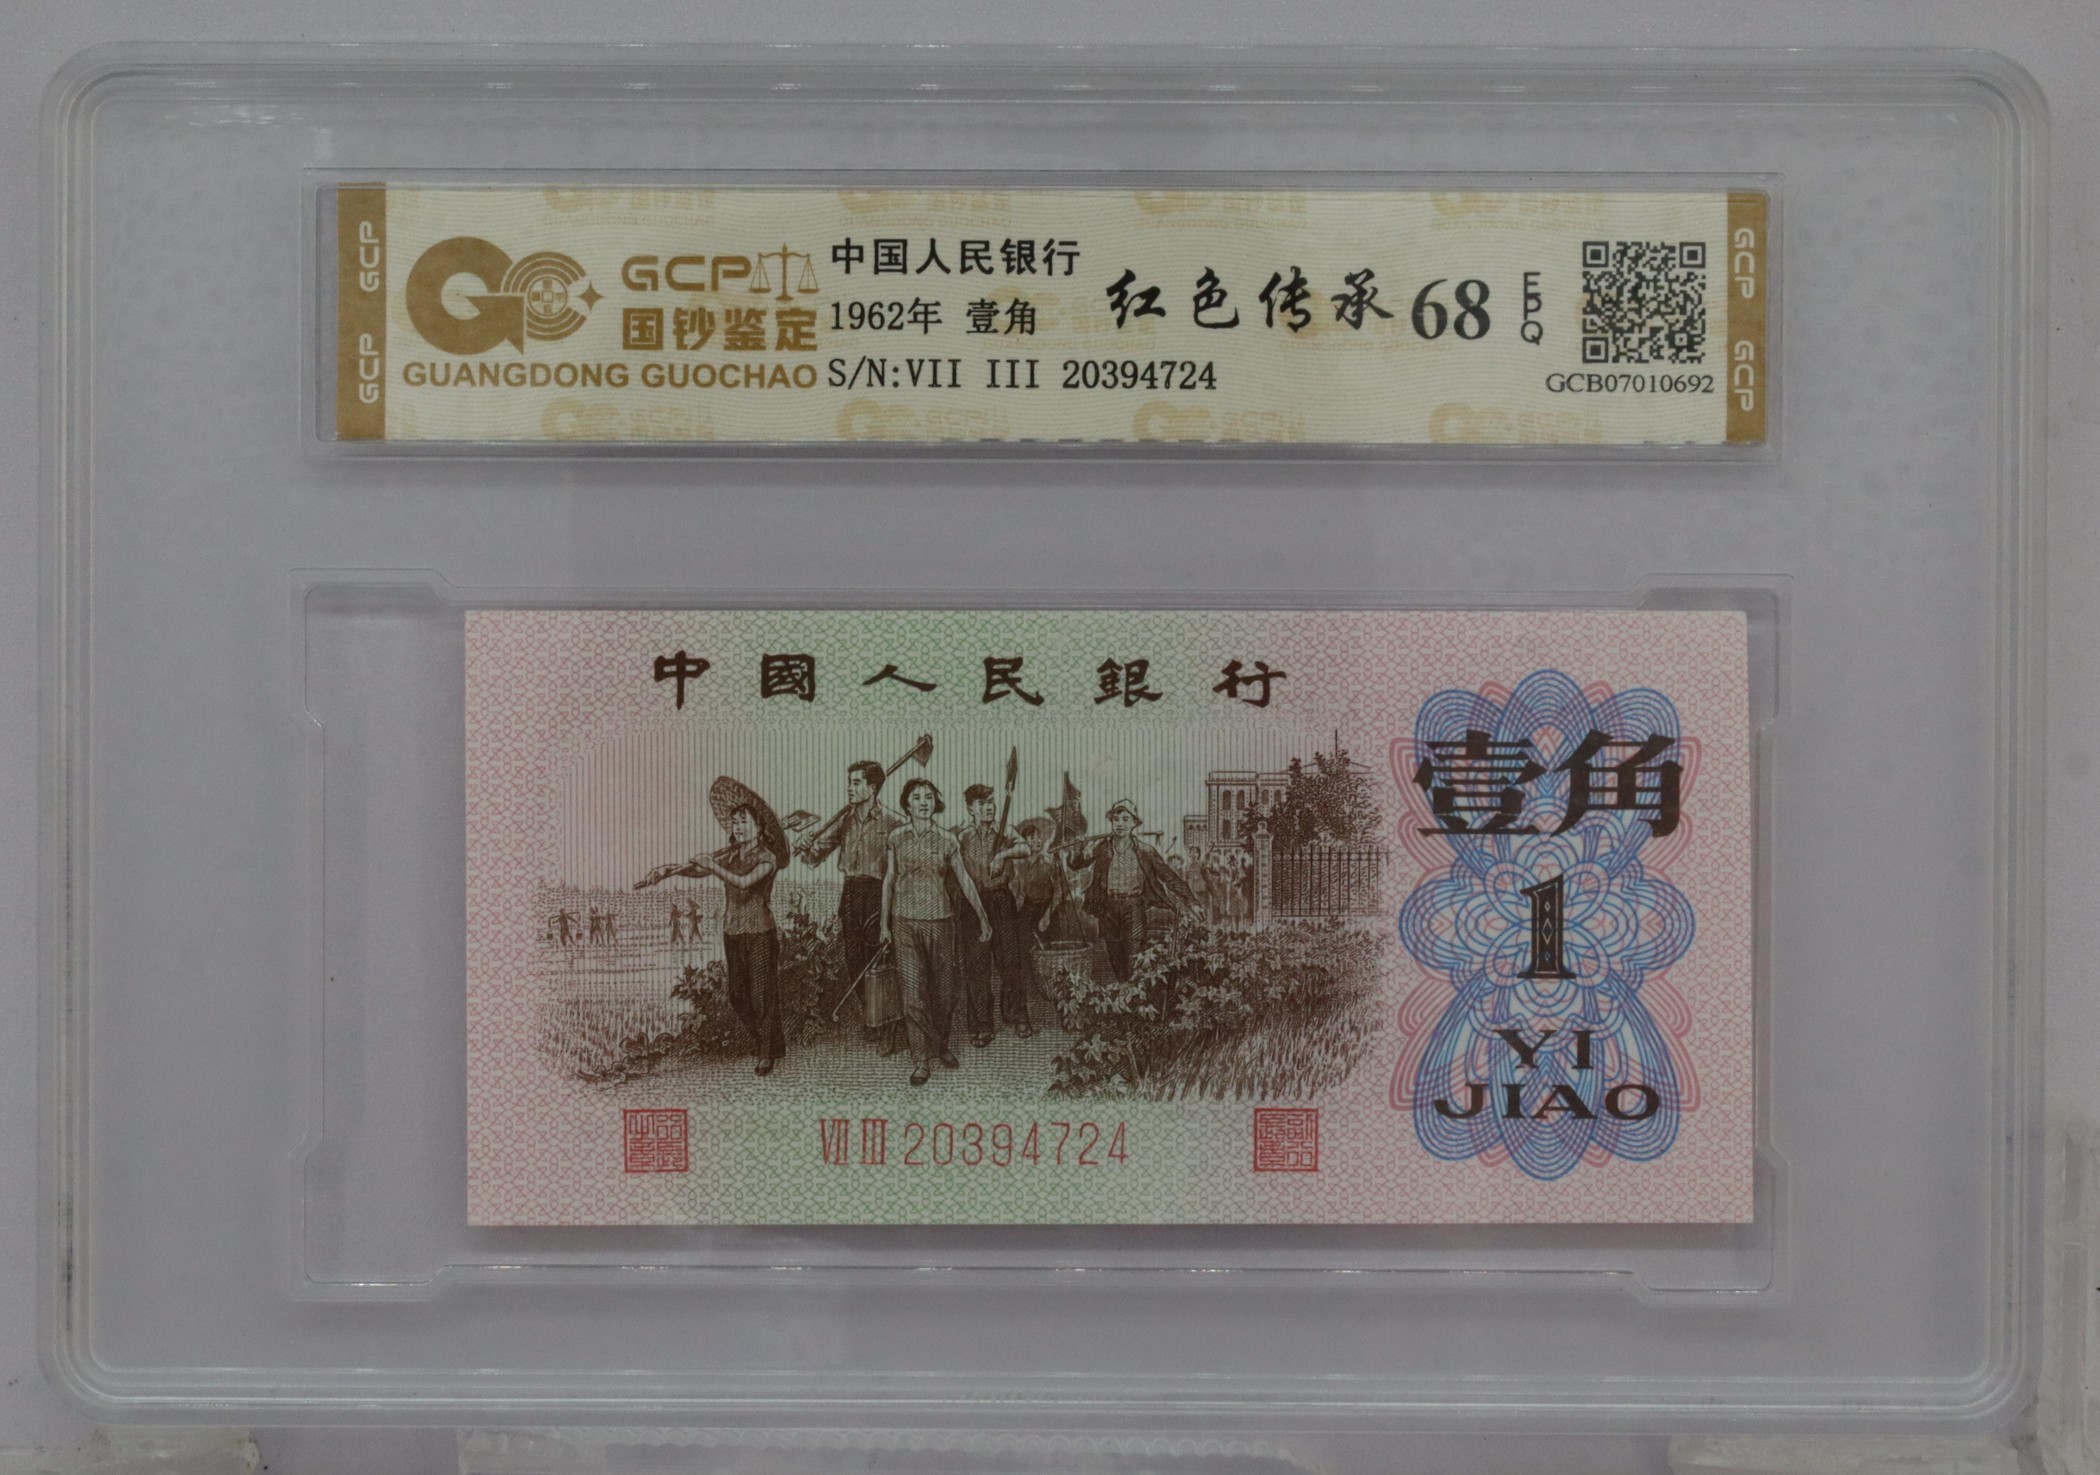 GCP
GCP
GCP
国钞鉴定
GUANGDONG GUOCHAO
中国人民银行
1962年 壹角
S/N:VII III 20394724
红色传承
68
EPQ
GCB07010692
GCP
GCP
中國人民銀行
壹角
1
YI
JIAO
VII III 20394724